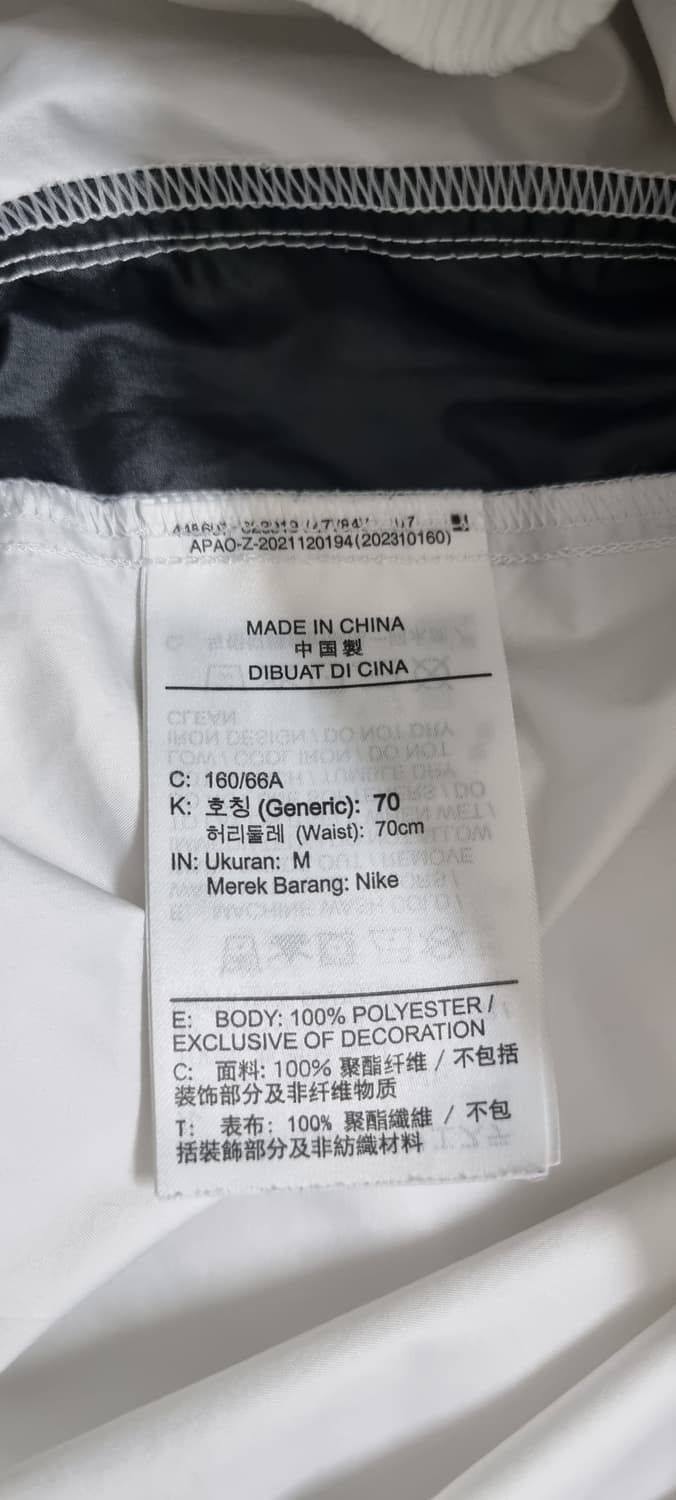 APAO-Z-2021120194(202310160)
MADE IN CHINA
中国製
DIBUAT DI CINA
C: 160/66A
K: 호칭 (Generic): 70
허리둘레 (Waist): 70cm
IN: Ukuran: M
Merek Barang: Nike
E: BODY: 100% POLYESTER /
EXCLUSIVE OF DECORATION
C: 面料: 100% 聚酯纤维 / 不包括
装饰部分及非纤维物质
T: 表布: 100% 聚酯纖維 / 不包
括裝飾部分及非紡織材料